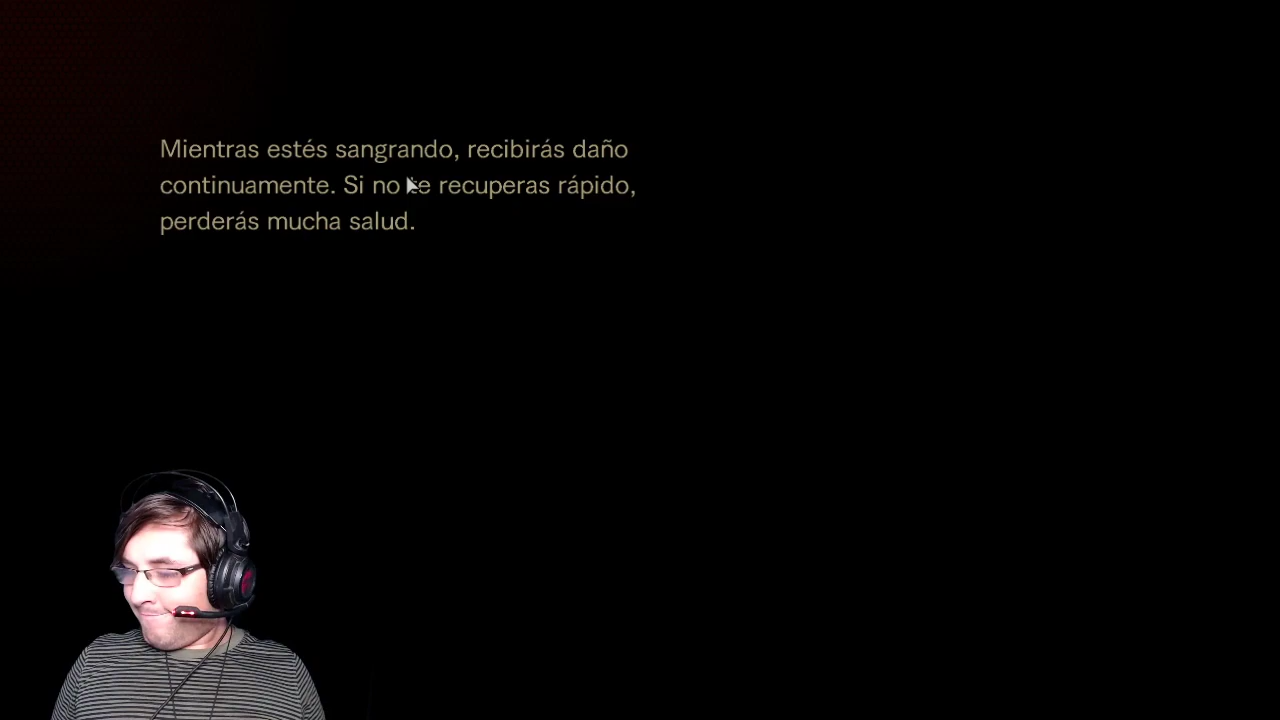 Mientras estés sangrando, recibirás daño
continuamente. Si no te recuperas rápido,
perderás mucha salud.